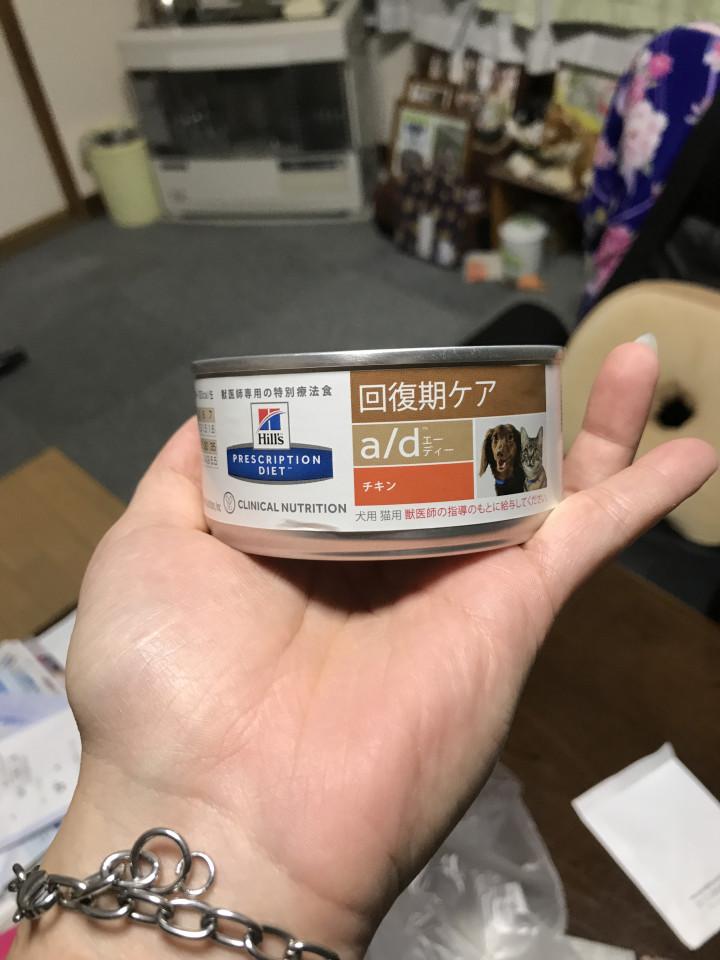 獣医師専用の特別療法食
Hill's
PRESCRIPTION
DIET™
CLINICAL NUTRITION
回復期ケア
a/d™
エー
ディー
チキン
犬用 猫用 獣医師の指導のもとに給与してください